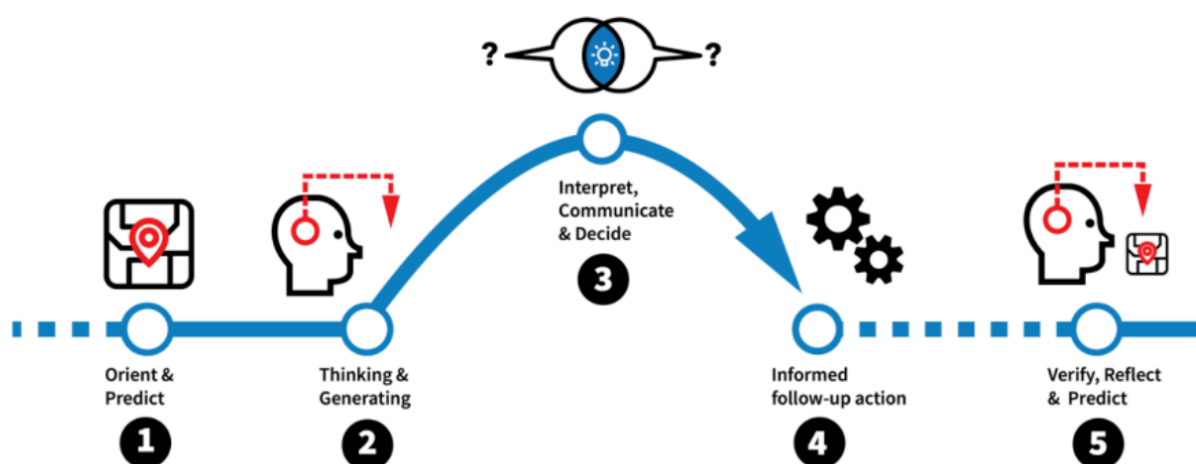 ?
?
Interpret,
Communicate
& Decide
3
Orient &
Predict
1
Thinking &
Generating
2
Informed
follow-up action
4
Verify, Reflect
& Predict
5